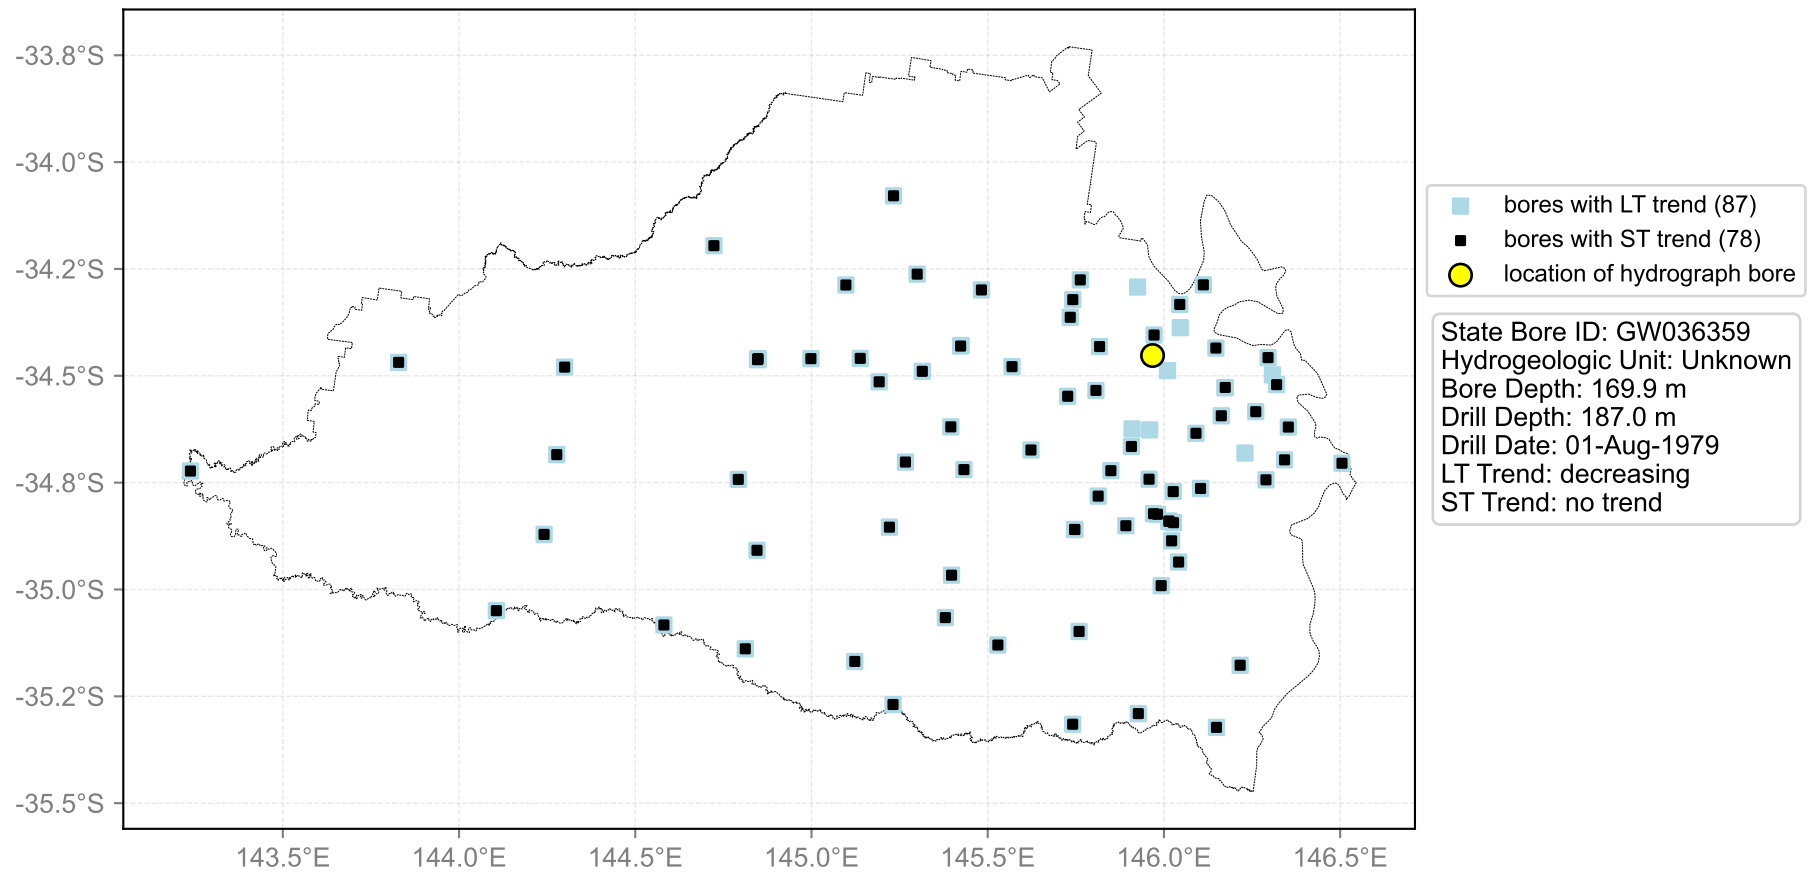 -33.8°S
-34.0°S
-34.2°S
-34.5°S
-34.8°S
-35.0°S
-35.2°S
-35.5°S
143.5°E 144.0°E 144.5°E 145.0°E 145.5°E 146.0°E 146.5°E
bores with LT trend (87)
bores with ST trend (78)
location of hydrograph bore
State Bore ID: GW036359
Hydrogeologic Unit: Unknown
Bore Depth: 169.9 m
Drill Depth: 187.0 m
Drill Date: 01-Aug-1979
LT Trend: decreasing
ST Trend: no trend